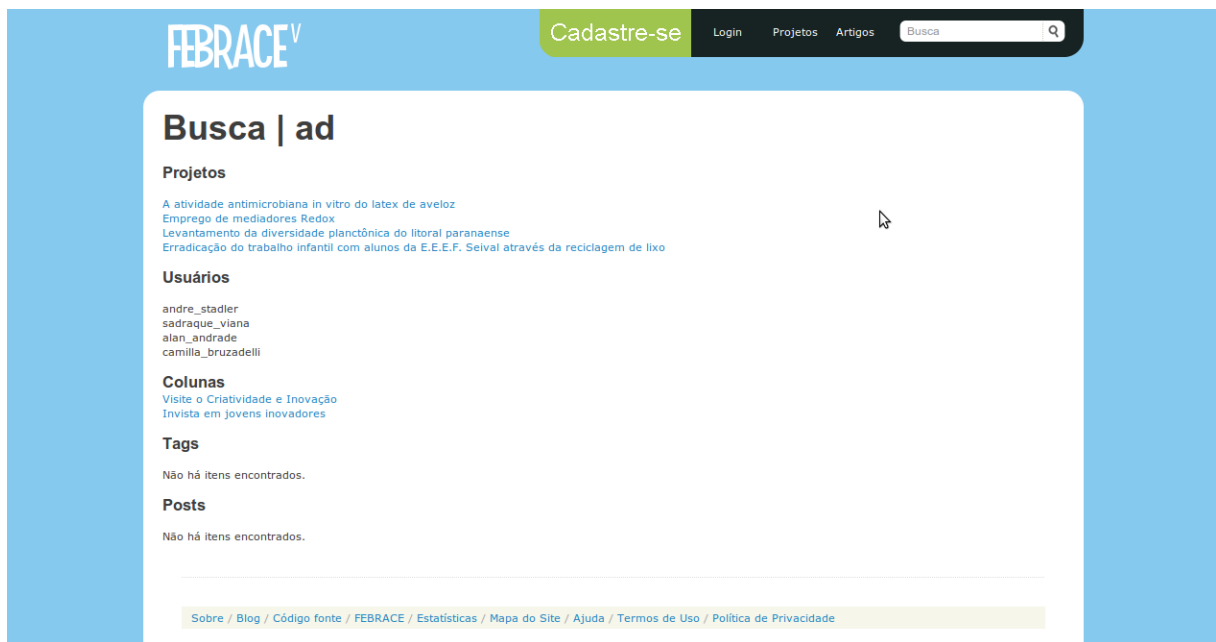 FEBRACE V
Cadastre-se
Login
Projetos
Artigos
Busca
Busca | ad
Projetos
A atividade antimicrobiana in vitro do latex de aveloz
Emprego de mediadores Redox
Levantamento da diversidade planctônica do litoral paranaense
Erradicação do trabalho infantil com alunos da E.E.E.F. Seival através da reciclagem de lixo
Usuários
andre_stadler
sadraque_viana
alan_andrade
camilla_bruzadelli
Colunas
Visite o Criatividade e Inovação
Invista em jovens inovadores
Tags
Não há itens encontrados.
Posts
Não há itens encontrados.
Sobre / Blog / Código fonte / FEBRACE / Estatísticas / Mapa do Site / Ajuda / Termos de Uso / Política de Privacidade